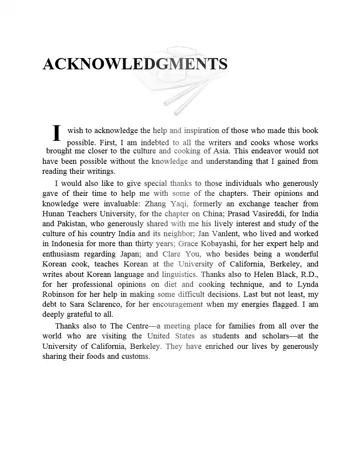 ACKNOWLEDGMENTS
I wish to acknowledge the help and inspiration of those who made this book
possible. First, I am indebted to all the writers and cooks whose works
brought me closer to the culture and cooking of Asia. This endeavor would not
have been possible without the knowledge and understanding that I gained from
reading their writings.
I would also like to give special thanks to those individuals who generously
gave of their time to help me with some of the chapters. Their opinions and
knowledge were invaluable: Zhang Yaqi, formerly an exchange teacher from
Hunan Teachers University, for the chapter on China; Prasad Vasireddi, for India
and Pakistan, who generously shared with me his lively interest and study of the
culture of his country India and its neighbor; Jan Vanlent, who lived and worked
in Indonesia for more than thirty years; Grace Kobayashi, for her expert help and
enthusiasm regarding Japan; and Clare You, who besides being a wonderful
Korean cook, teaches Korean at the University of California, Berkeley, and
writes about Korean language and linguistics. Thanks also to Helen Black, R.D.,
for her professional opinions on diet and cooking technique, and to Lynda
Robinson for her help in making some difficult decisions. Last but not least, my
debt to Sara Sclarenco, for her encouragement when my energies flagged. I am
deeply grateful to all.
Thanks also to The Centre—a meeting place for families from all over the
world who are visiting the United States as students and scholars—at the
University of California, Berkeley. They have enriched our lives by generously
sharing their foods and customs.